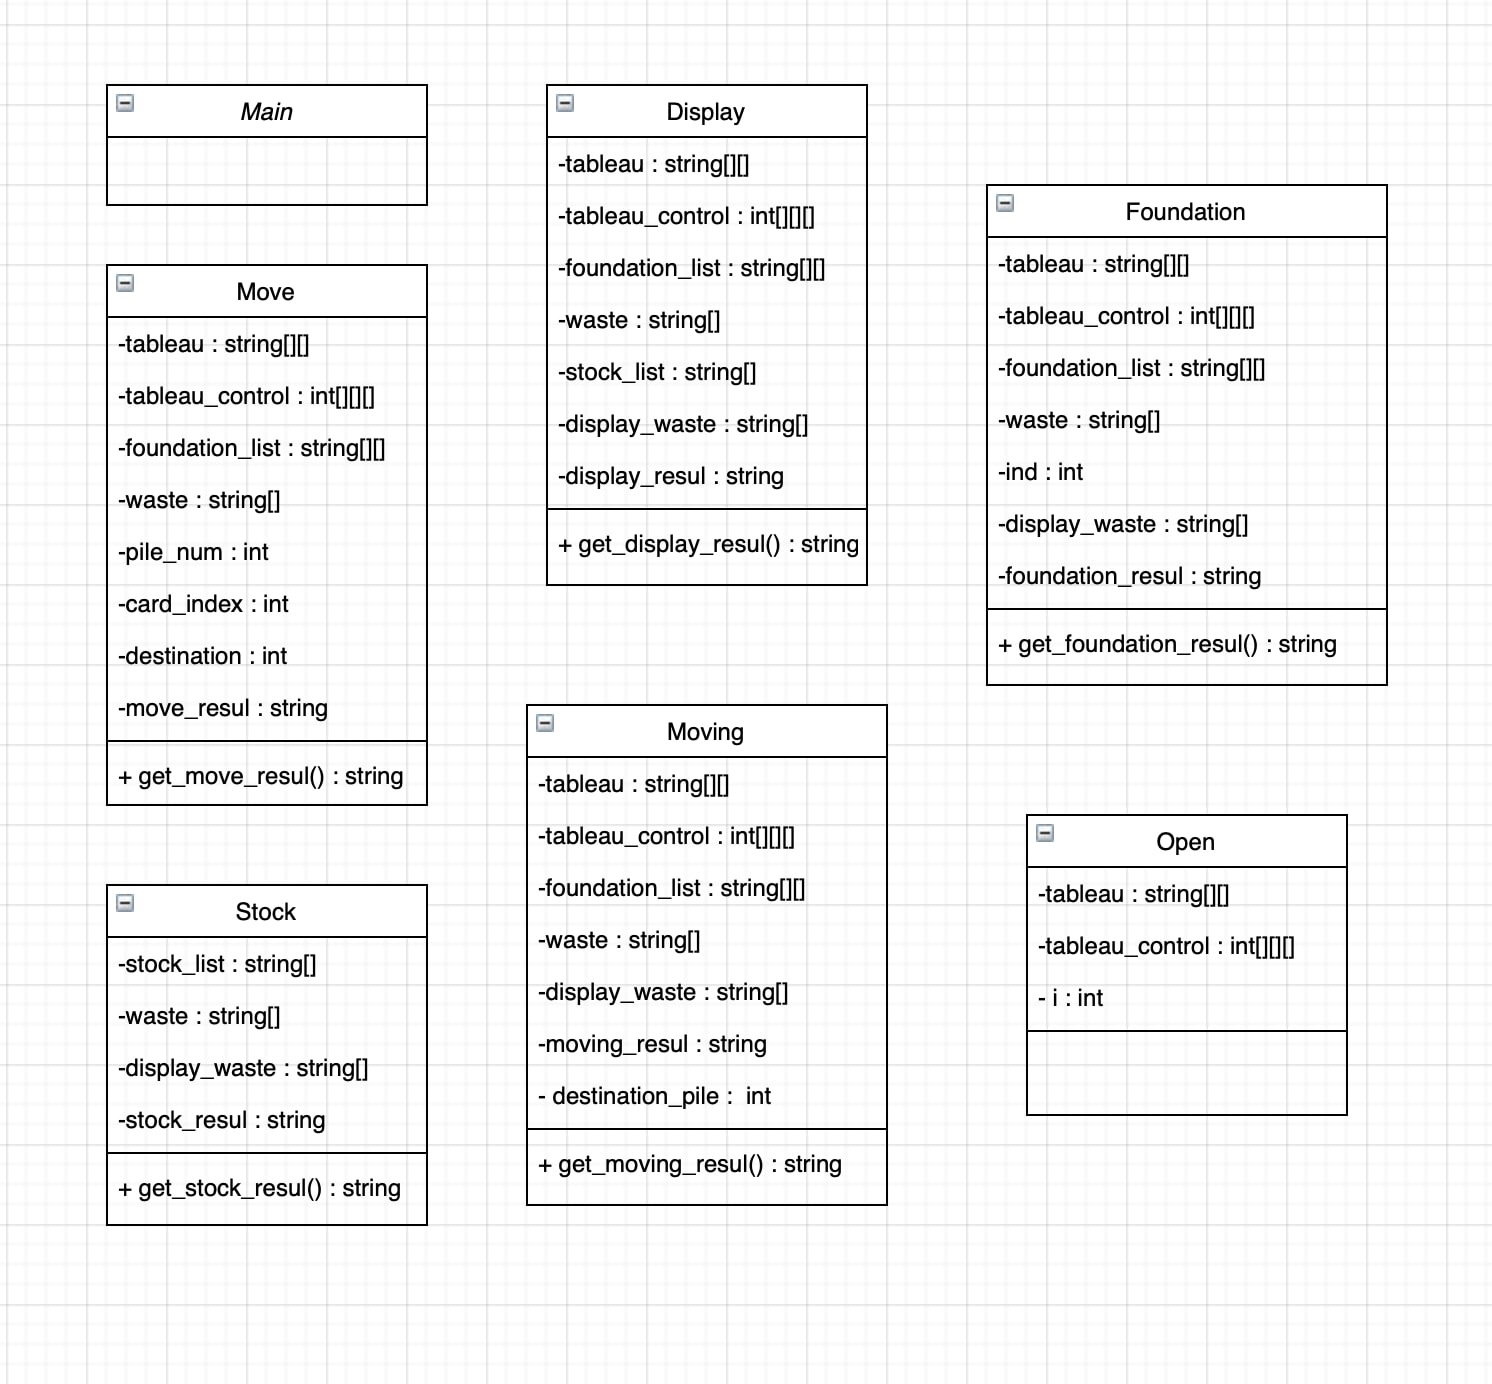 Main
Move
-tableau : string[][]
-tableau_control : int[][][]
-foundation_list : string[][]
-waste : string[]
-pile_num : int
-card_index : int
-destination : int
-move_resul : string
+ get_move_resul() : string
Stock
-stock_list : string[]
-waste : string[]
-display_waste : string[]
-stock_resul : string
+ get_stock_resul() : string
Display
-tableau : string[][]
-tableau_control : int[][][]
-foundation_list : string[][]
-waste : string[]
-stock_list : string[]
-display_waste : string[]
-display_resul : string
+ get_display_resul() : string
Moving
-tableau : string[][]
-tableau_control : int[][][]
-foundation_list : string[][]
-waste : string[]
-display_waste : string[]
-moving_resul : string
- destination_pile :  int
+ get_moving_resul() : string
Foundation
-tableau : string[][]
-tableau_control : int[][][]
-foundation_list : string[][]
-waste : string[]
-ind : int
-display_waste : string[]
-foundation_resul : string
+ get_foundation_resul() : string
Open
-tableau : string[][]
-tableau_control : int[][][]
- i : int